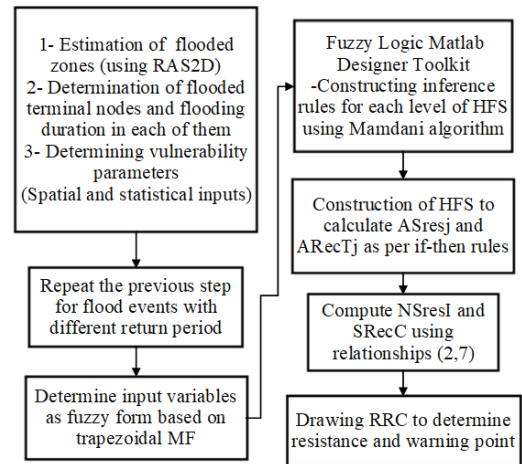 1- Estimation of flooded
zones (using RAS2D)
2- Determination of flooded
terminal nodes and flooding
duration in each of them
3- Determining vulnerability
parameters
(Spatial and statistical inputs)
Repeat the previous step
for flood events with
different return period
Determine input variables
as fuzzy form based on
trapezoidal MF
Fuzzy Logic Matlab
Designer Toolkit
-Constructing inference
rules for each level of HFS
using Mamdani algorithm
Construction of HFS to
calculate ASresj and
ARecTj as per if-then rules
Compute NSresI and
SRecC using
relationships (2,7)
Drawing RRC to determine
resistance and warning point